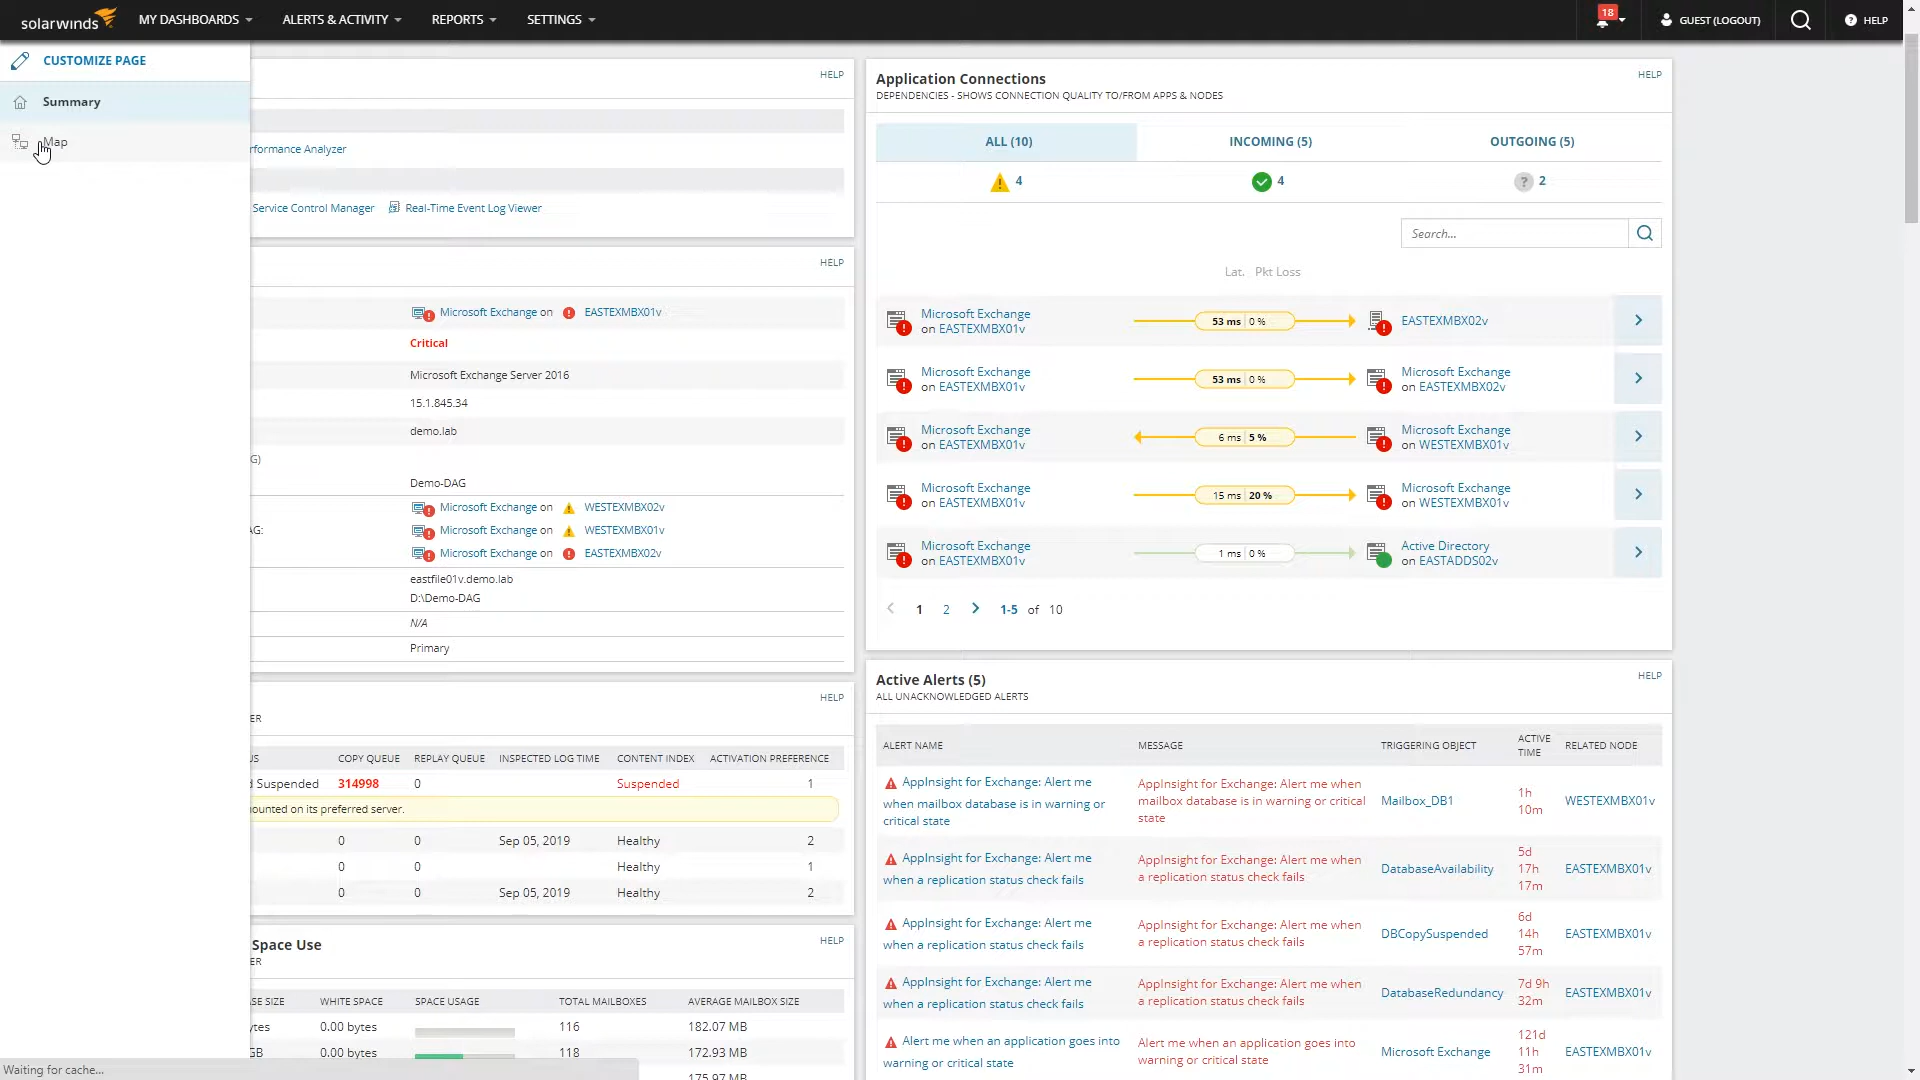 solarwinds
MY DASHBOARDS
ALERTS & ACTIVITY
REPORTS
SETTINGS
18
GUEST (LOGOUT)
? HELP
CUSTOMIZE PAGE
Summary
Map
HELP
rformance Analyzer
Service Control Manager
Real-Time Event Log Viewer
HELP
Microsoft Exchange on EASTEXMBX01v
Critical
Microsoft Exchange Server 2016
15.1.845.34
demo.lab
G)
Demo-DAG
AG:
Microsoft Exchange on WESTEXMBX02v
Microsoft Exchange on WESTEXMBX01v
Microsoft Exchange on EASTEXMBX02v
eastfile01v.demo.lab
D:\Demo-DAG
N/A
Primary
HELP
ER
JS COPY QUEUE REPLAY QUEUE INSPECTED LOG TIME CONTENT INDEX ACTIVATION PREFERENCE
d Suspended 314998 0 Suspended 1
ounted on its preferred server.
0 0 Sep 05, 2019 Healthy 2
0 0 Healthy 1
0 0 Sep 05, 2019 Healthy 2
Space Use
HELP
ER
SE SIZE WHITE SPACE SPACE USAGE TOTAL MAILBOXES AVERAGE MAILBOX SIZE
ytes 0.00 bytes 116 182.07 MB
GB 0.00 bytes 118 172.93 MB
175.97 MB
Waiting for cache...
Application Connections
HELP
DEPENDENCIES - SHOWS CONNECTION QUALITY TO/FROM APPS & NODES
ALL (10) INCOMING (5) OUTGOING (5)
4 4 ? 2
Search...
Lat. Pkt Loss
Microsoft Exchange
on EASTEXMBX01v
53 ms 0 %
EASTEXMBX02v
Microsoft Exchange
on EASTEXMBX01v
53 ms 0 %
Microsoft Exchange
on EASTEXMBX02v
Microsoft Exchange
on EASTEXMBX01v
6 ms 5 %
Microsoft Exchange
on WESTEXMBX01v
Microsoft Exchange
on EASTEXMBX01v
15 ms 20 %
Microsoft Exchange
on WESTEXMBX01v
Microsoft Exchange
on EASTEXMBX01v
1 ms 0 %
Active Directory
on EASTADDS02v
1 2 1-5 of 10
Active Alerts (5)
HELP
ALL UNACKNOWLEDGED ALERTS
ALERT NAME
MESSAGE
TRIGGERING OBJECT
ACTIVE
TIME
RELATED NODE
AppInsight for Exchange: Alert me
when mailbox database is in warning or
critical state
AppInsight for Exchange: Alert me when
mailbox database is in warning or critical
state
Mailbox_DB1
1h
10m
WESTEXMBX01v
AppInsight for Exchange: Alert me
when a replication status check fails
AppInsight for Exchange: Alert me when
a replication status check fails
DatabaseAvailability
5d
17h
17m
EASTEXMBX01v
AppInsight for Exchange: Alert me
when a replication status check fails
AppInsight for Exchange: Alert me when
a replication status check fails
DBCopySuspended
6d
14h
57m
EASTEXMBX01v
AppInsight for Exchange: Alert me
when a replication status check fails
AppInsight for Exchange: Alert me when
a replication status check fails
DatabaseRedundancy
7d 9h
32m
EASTEXMBX01v
Alert me when an application goes into
warning or critical state
Alert me when an application goes into
warning or critical state
Microsoft Exchange
121d
11h
31m
EASTEXMBX01v